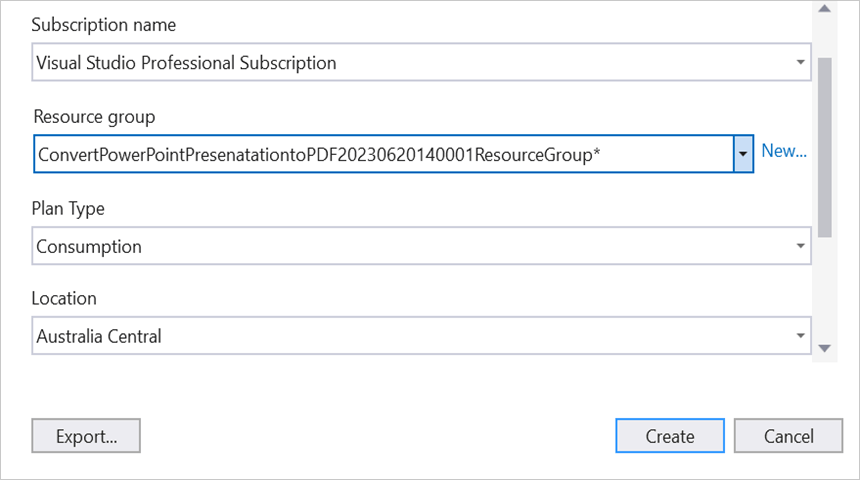 Subscription name
Visual Studio Professional Subscription
Resource group
ConvertPowerPointPresenatationtoPDF20230620140001ResourceGroup*
New...
Plan Type
Consumption
Location
Australia Central
Export...
Create
Cancel